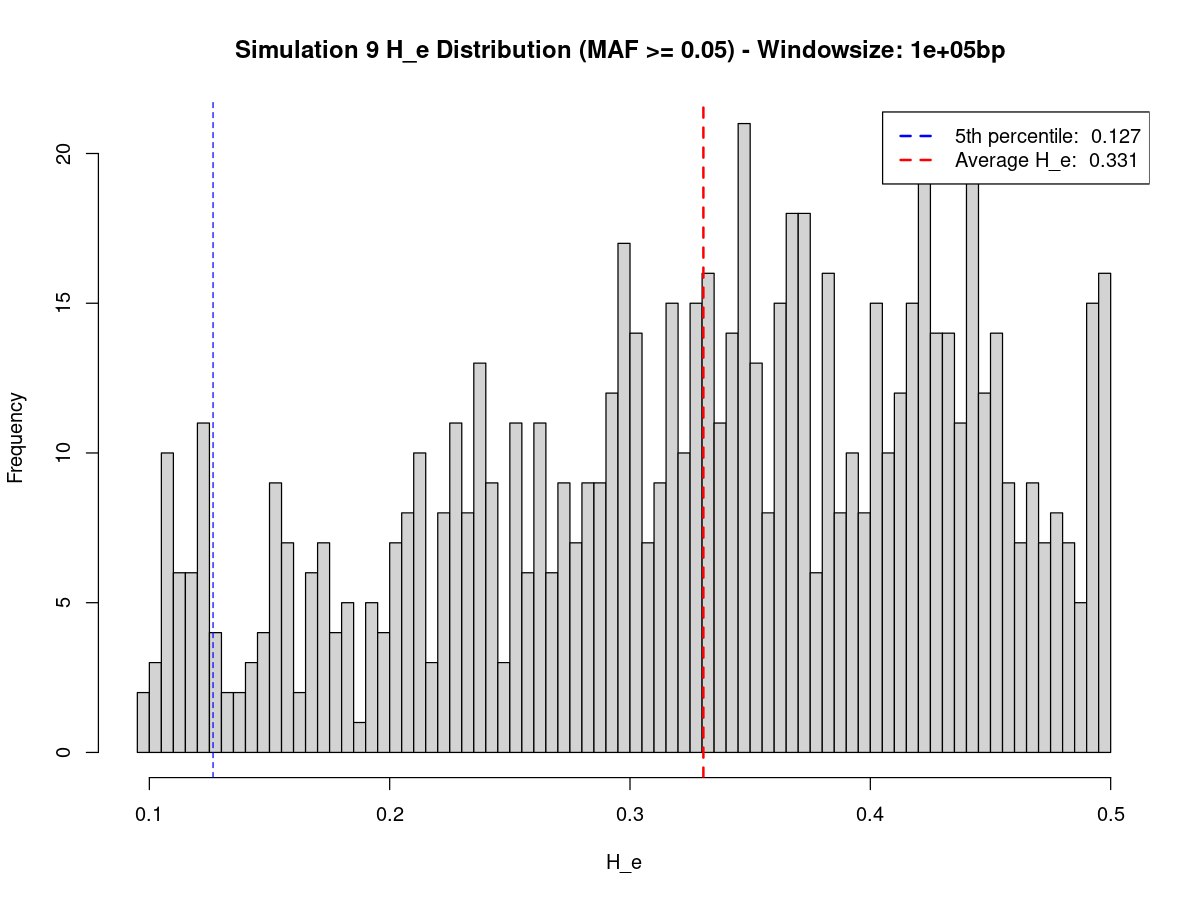 Simulation 9 H_e Distribution (MAF >= 0.05) - Windowsize: 1e+05bp
5th percentile: 0.127
Average H_e: 0.331
Frequency
20
15
10
5
0
0.1 0.2 0.3 0.4 0.5
H_e